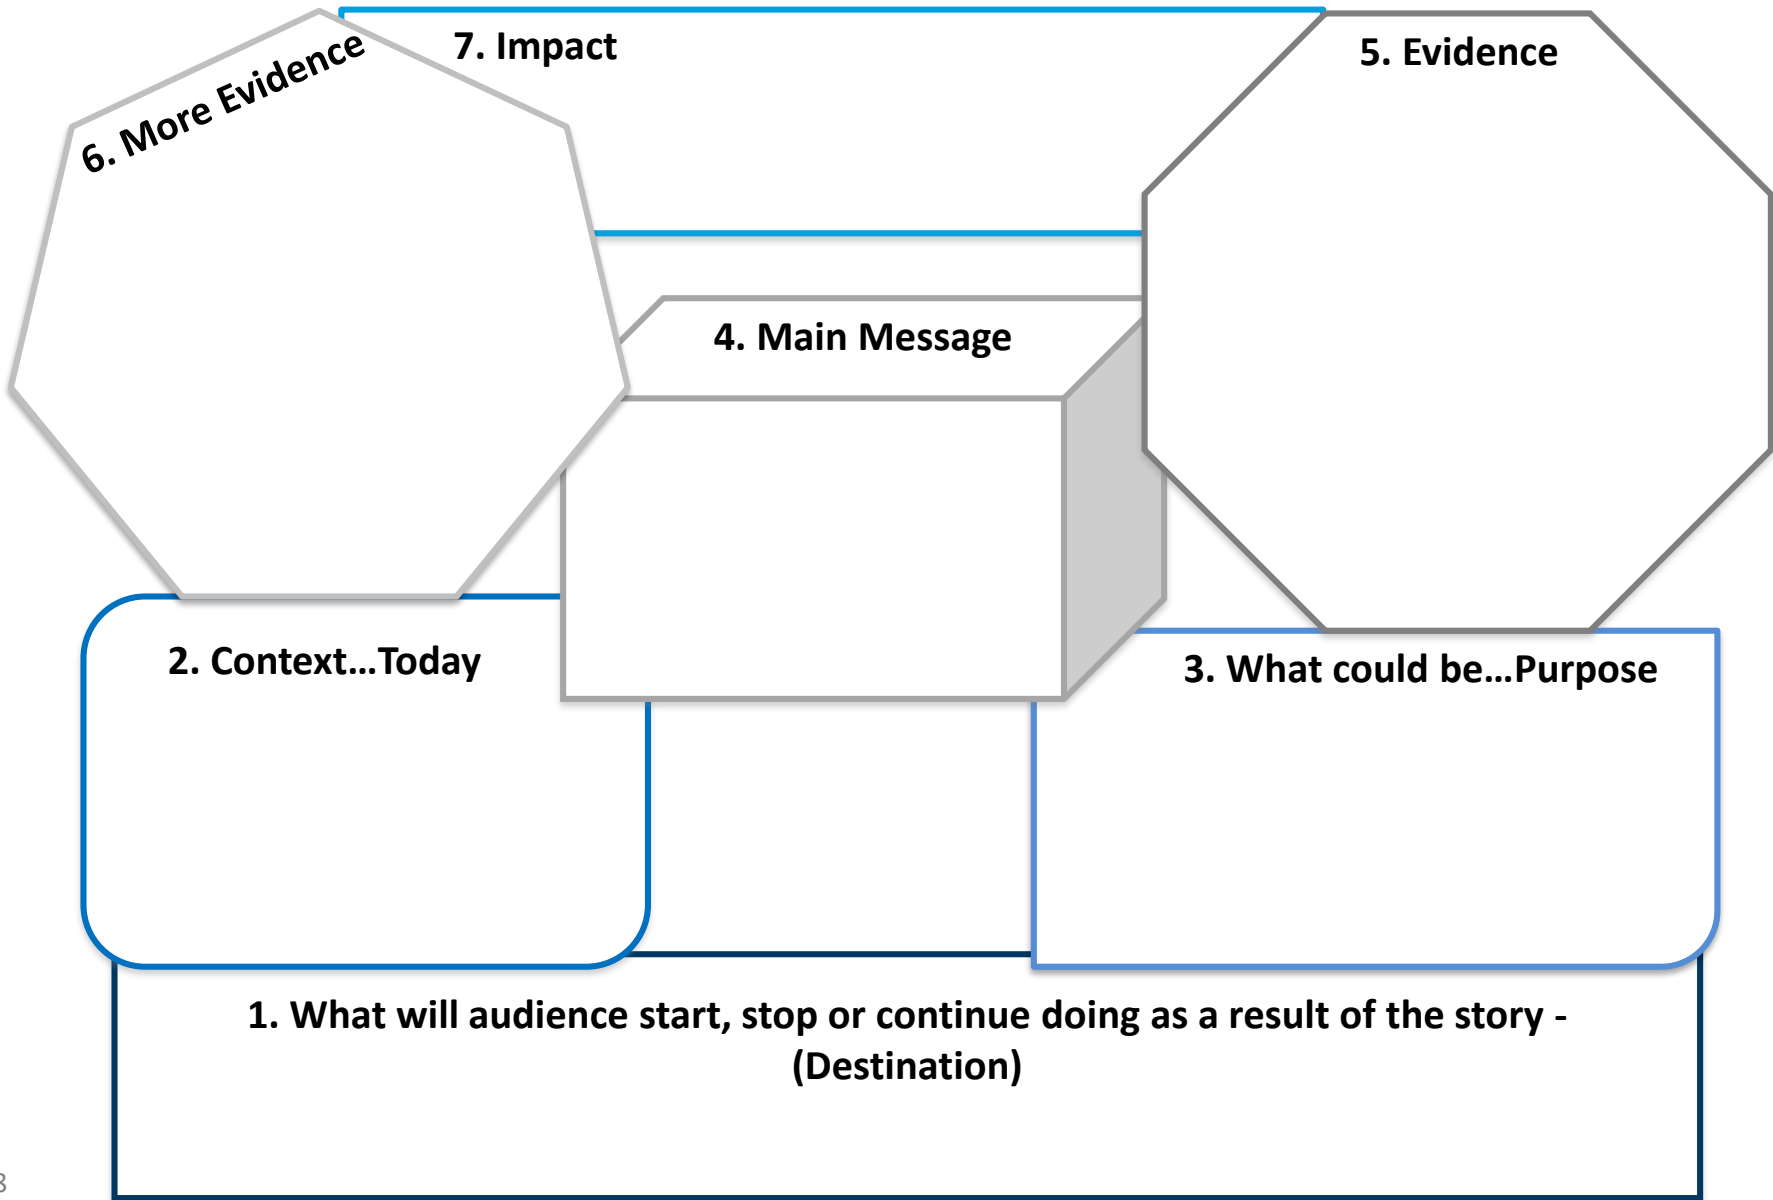 7. Impact
5. Evidence
6. More Evidence
4. Main Message
2. Context...Today
3. What could be...Purpose
1. What will audience start, stop or continue doing as a result of the story -
(Destination)